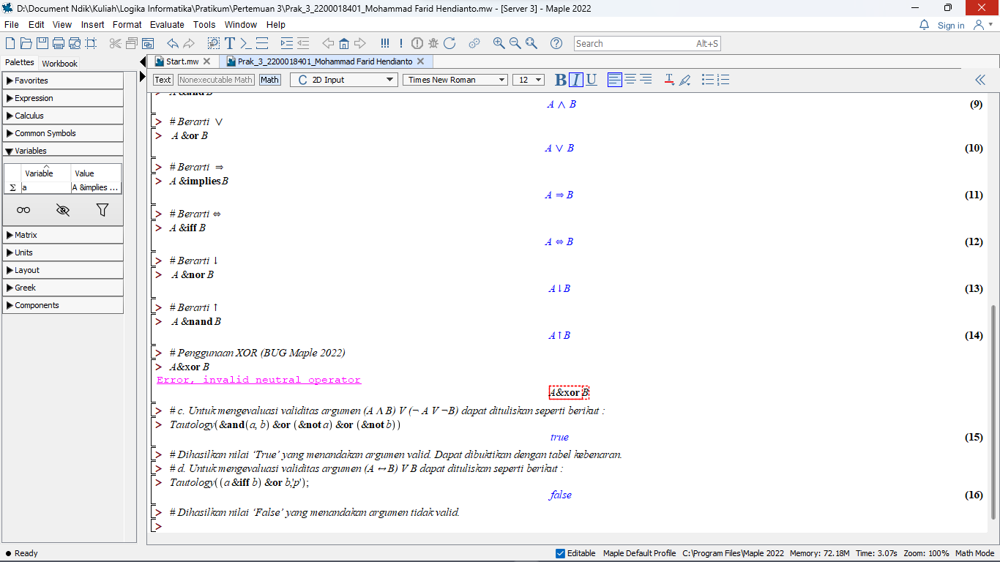 D:\Document Ndik\Kuliah\Logika Informatika\Pratikum\Pertemuan 3\Prak_3_2200018401_Mohammad Farid Hendianto.mw - [Server 3] - Maple 2022
File Edit View Insert Format Evaluate Tools Window Help
Sign in
Search Alt+S
Palettes Workbook
Start.mw Prak_3_2200018401_Mohammad Farid Hendianto
Text Nonexecutable Math Math C 2D Input Times New Roman 12 B I U
Favorites
Expression
Calculus
Common Symbols
Variables
Variable Value
Σ a A &implies ...
Matrix
Units
Layout
Greek
Components
A &and B
A ∧ B (9)
> # Berarti ∨
> A &or B
A ∨ B (10)
> # Berarti ⇒
> A &implies B
A ⇒ B (11)
> # Berarti ⇔
> A &iff B
A ⇔ B (12)
> # Berarti ↓
> A &nor B
A ↓ B (13)
> # Berarti ↑
> A &nand B
A ↑ B (14)
> # Penggunaan XOR (BUG Maple 2022)
> A&xor B
Error, invalid neutral operator
A&xor B
> # c. Untuk mengevaluasi validitas argumen (A ∧ B) V (¬ A V ¬B) dapat dituliskan seperti berikut :
> Tautology(&and(a, b) &or (&not a) &or (&not b))
true (15)
> # Dihasilkan nilai ‘True’ yang menandakan argumen valid. Dapat dibuktikan dengan tabel kebenaran.
> # d. Untuk mengevaluasi validitas argumen (A ↔ B) V B dapat dituliskan seperti berikut :
> Tautology((a &iff b) &or b,'p');
false (16)
> # Dihasilkan nilai ‘False’ yang menandakan argumen tidak valid.
>
Ready
Editable Maple Default Profile C:\Program Files\Maple 2022 Memory: 72.18M Time: 3.07s Zoom: 100% Math Mode